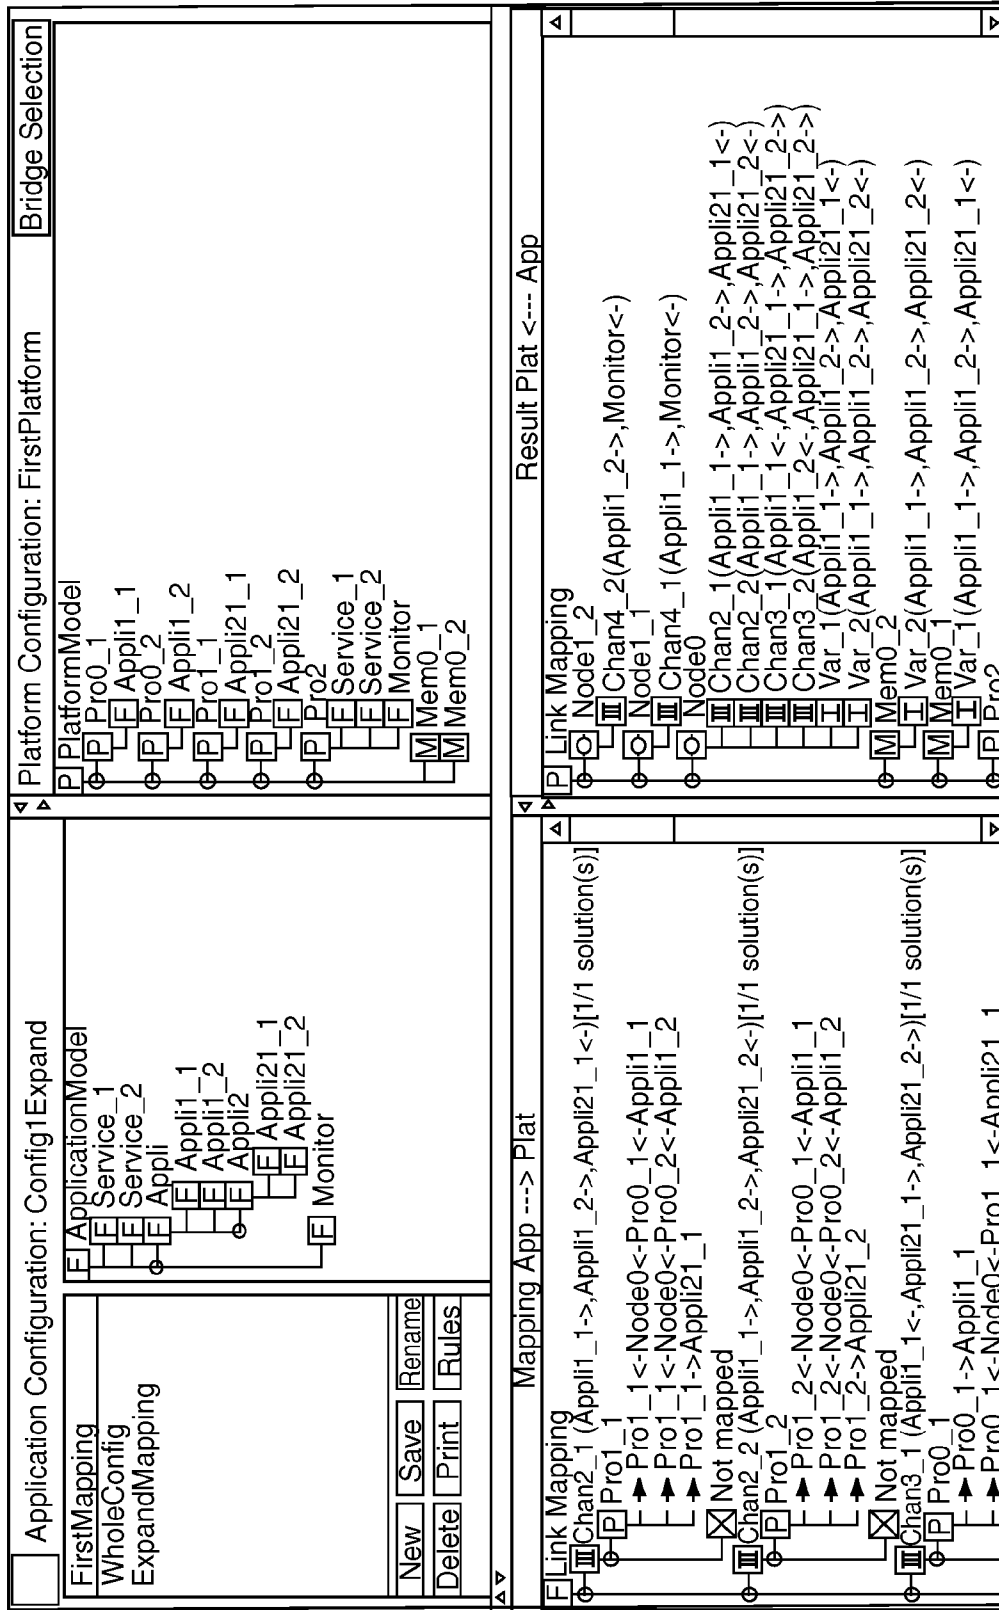 Application Configuration: Config1Expand
FirstMapping
WholeConfig
ExpandMapping
New Save Rename
Delete Print Rules
F ApplicationModel
F Service_1
F Service_2
F Appli
F Appli1_1
F Appli1_2
F Appli2
F Appli21_1
F Appli21_2
F Monitor
Platform Configuration: FirstPlatform
Bridge Selection
P PlatformModel
P Pro0_1
F Appli1_1
P Pro0_2
F Appli1_2
P Pro1_1
F Appli21_1
P Pro1_2
F Appli21_2
P Pro2
F Service_1
F Service_2
F Monitor
M Mem0_1
M Mem0_2
Mapping App ---> Plat
F Link Mapping
Chan2_1 (Appli1_1->,Appli1_2->,Appli21_1<-)[1/1 solution(s)]
P Pro1_1
Pro1_1<-Node0<-Pro0_1<-Appli1_1
Pro1_1<-Node0<-Pro0_2<-Appli1_2
Pro1_1->Appli21_1
Not mapped
Chan2_2 (Appli1_1->,Appli1_2->,Appli21_2<-)[1/1 solution(s)]
P Pro1_2
Pro1_2<-Node0<-Pro0_1<-Appli1_1
Pro1_2<-Node0<-Pro0_2<-Appli1_2
Pro1_2->Appli21_2
Not mapped
Chan3_1 (Appli1_1<-,Appli21_1->,Appli21_2->)[1/1 solution(s)]
P Pro0_1
Pro0_1->Appli1_1
Pro0_1<-Node0<-Pro1_1<-Appli21_1
Result Plat <--- App
P Link Mapping
Node1_2
Chan4_2(Appli1_2->,Monitor<-)
Node1_1
Chan4_1(Appli1_1->,Monitor<-)
Node0
Chan2_1(Appli1_1->,Appli1_2->,Appli21_1<-)
Chan2_2(Appli1_1->,Appli1_2->,Appli21_2<-)
Chan3_1(Appli1_1<-,Appli21_1->,Appli21_2->)
Chan3_2(Appli1_2<-,Appli21_1->,Appli21_2->)
I Var_1(Appli1_1->,Appli1_2->,Appli21_1<-)
I Var_2(Appli1_1->,Appli1_2->,Appli21_2<-)
M Mem0_2
I Var_2(Appli1_1->,Appli1_2->,Appli21_2<-)
M Mem0_1
I Var_1(Appli1_1->,Appli1_2->,Appli21_1<-)
P Pro2